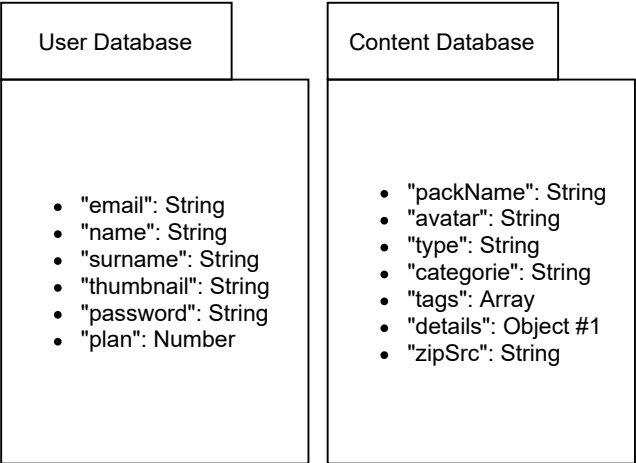 User Database
• "email": String
• "name": String
• "surname": String
• "thumbnail": String
• "password": String
• "plan": Number
Content Database
• "packName": String
• "avatar": String
• "type": String
• "categorie": String
• "tags": Array
• "details": Object #1
• "zipSrc": String